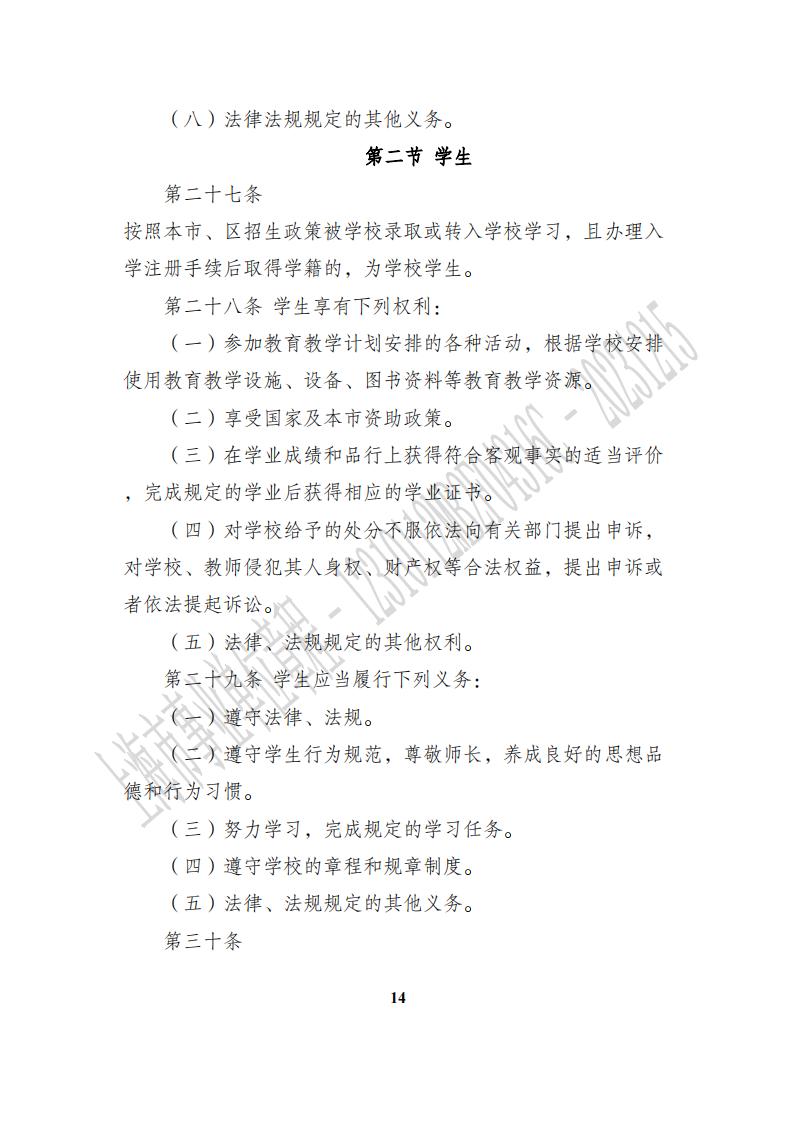 （八）法律法规规定的其他义务。
第二节 学生
第二十七条
按照本市、区招生政策被学校录取或转入学校学习，且办理入
学注册手续后取得学籍的，为学校学生。
第二十八条 学生享有下列权利：
（一）参加教育教学计划安排的各种活动，根据学校安排
使用教育教学设施、设备、图书资料等教育教学资源。
（二）享受国家及本市资助政策。
（三）在学业成绩和品行上获得符合客观事实的适当评价
，完成规定的学业后获得相应的学业证书。
（四）对学校给予的处分不服依法向有关部门提出申诉，
对学校、教师侵犯其人身权、财产权等合法权益，提出申诉或
者依法提起诉讼。
（五）法律、法规规定的其他权利。
第二十九条 学生应当履行下列义务：
（一）遵守法律、法规。
（二）遵守学生行为规范，尊敬师长，养成良好的思想品
德和行为习惯。
（三）努力学习，完成规定的学习任务。
（四）遵守学校的章程和规章制度。
（五）法律、法规规定的其他义务。
第三十条
14